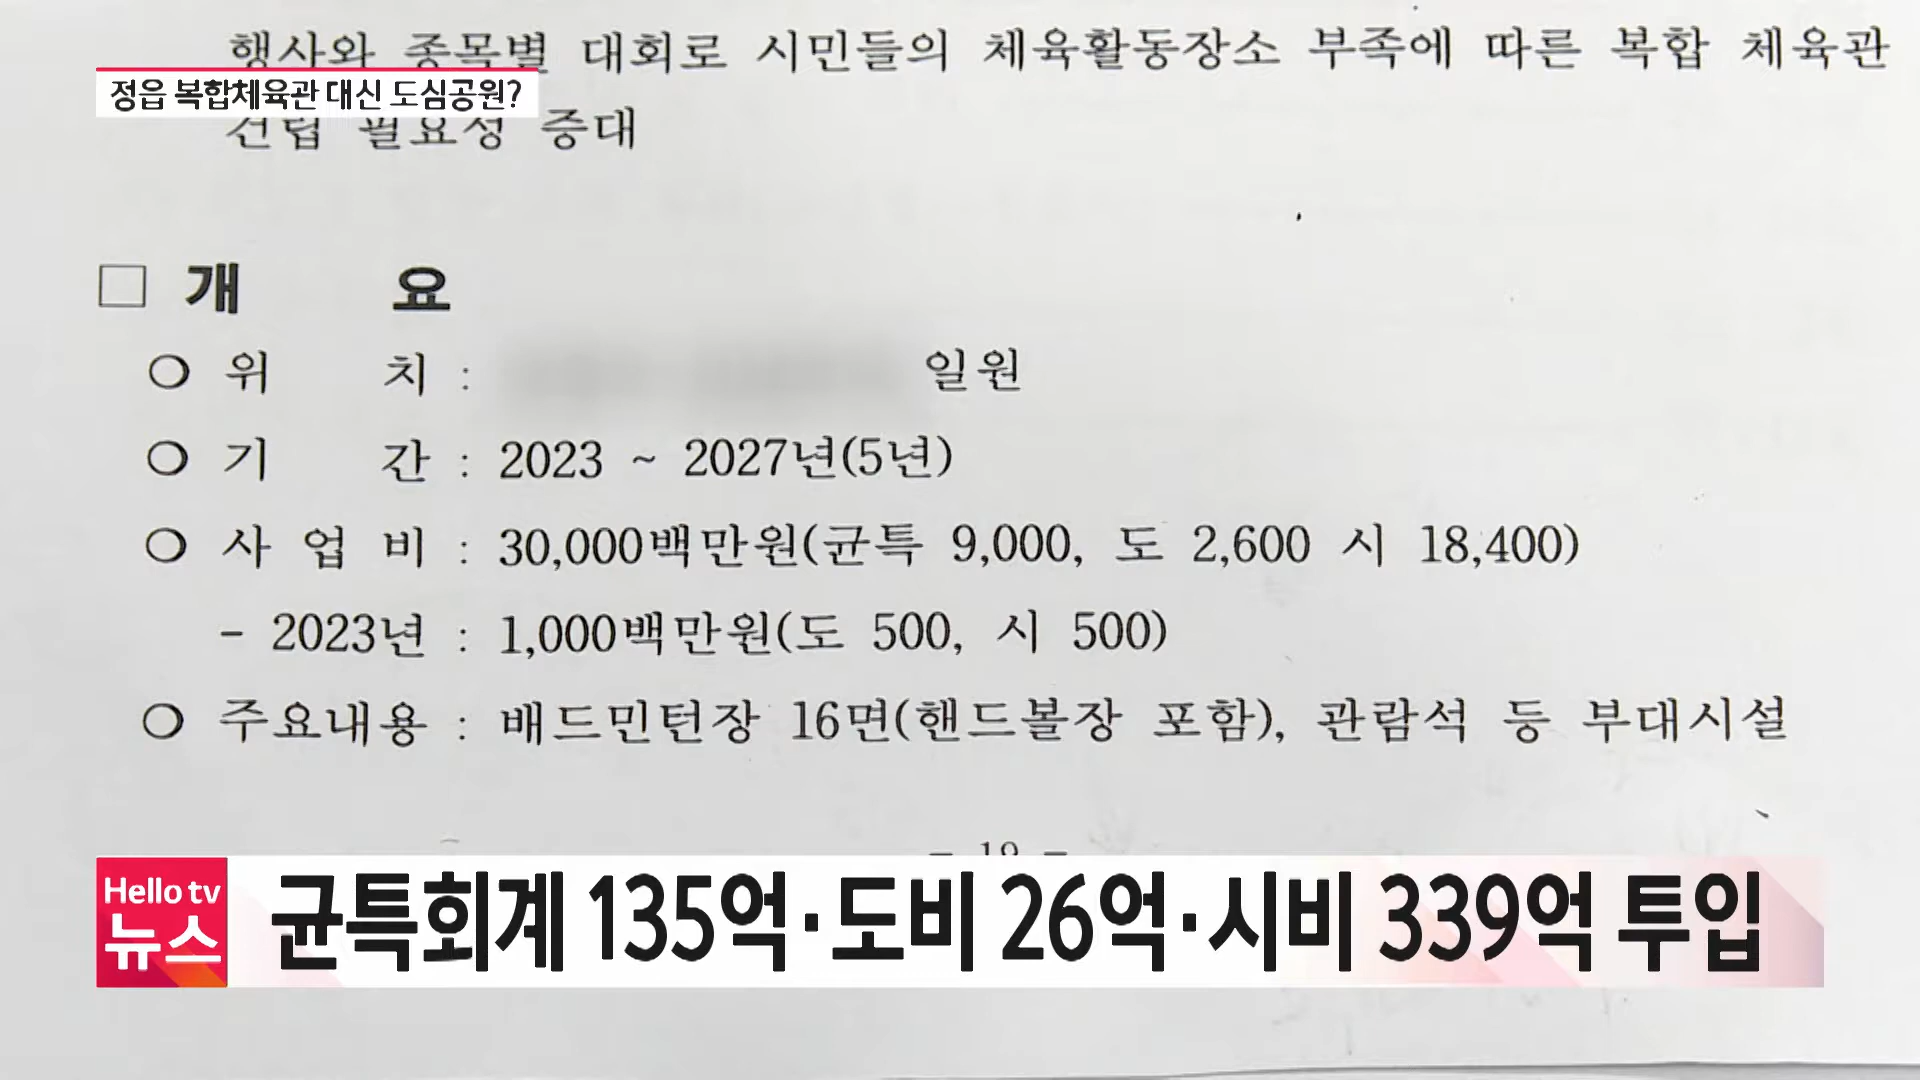 행사와 종목별 대회로 시민들의 체육활동장소 부족에 따른 복합 체육관
정읍 복합체육관 대신 도심공원?
건립 필요성 증대
□ 개 요
○ 위 치 : 일원
○ 기 간 : 2023 ~ 2027년(5년)
○ 사 업 비 : 30,000백만원(균특 9,000, 도 2,600 시 18,400)
- 2023년 : 1,000백만원(도 500, 시 500)
○ 주요내용 : 배드민턴장 16면(핸드볼장 포함), 관람석 등 부대시설
- 19 -
Hello tv
뉴스
균특회계 135억·도비 26억·시비 339억 투입